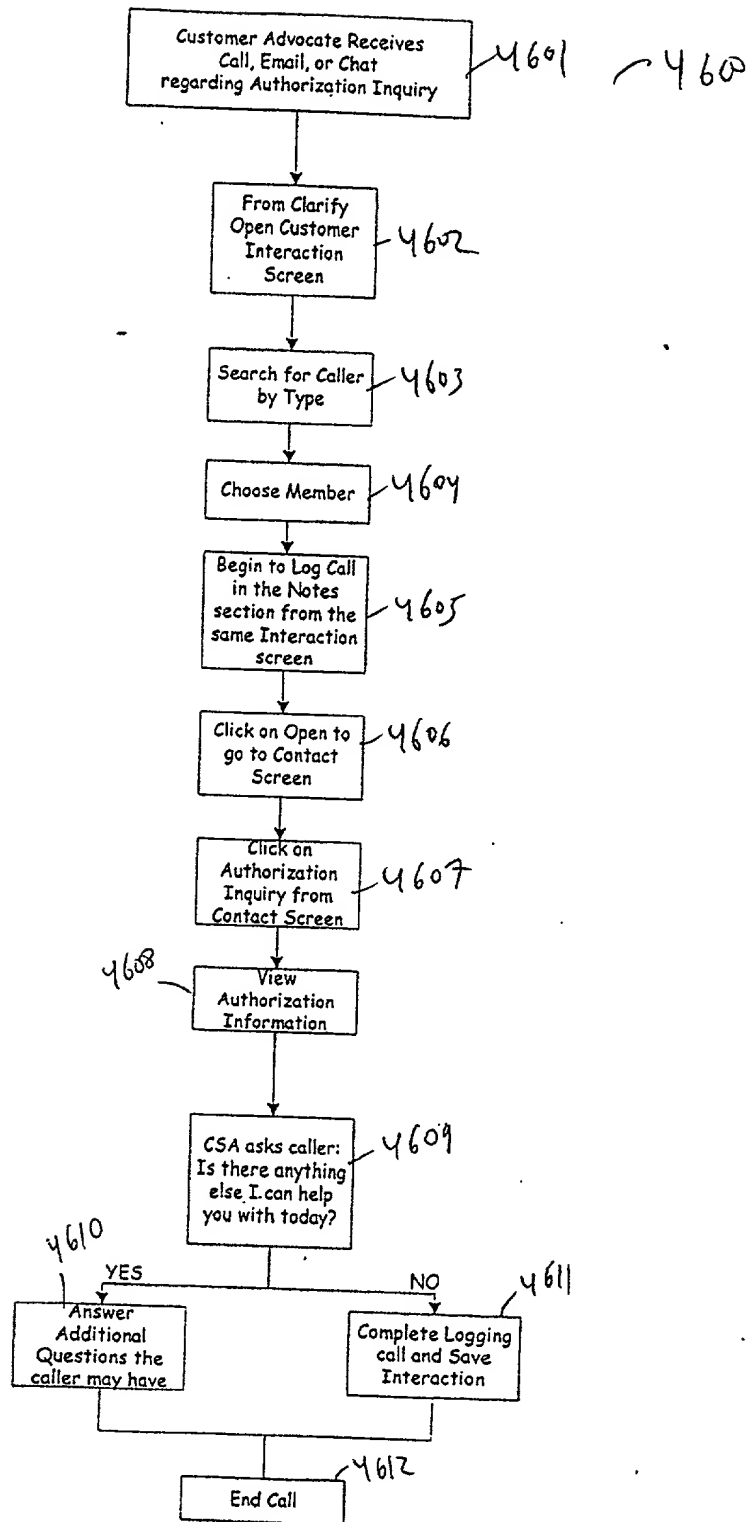 Customer Advocate Receives
Call, Email, or Chat
regarding Authorization Inquiry
4601
4600
From Clarify
Open Customer
Interaction
Screen
4602
Search for Caller
by Type
4603
Choose Member
4604
Begin to Log Call
in the Notes
section from the
same Interaction
screen
4605
Click on Open to
go to Contact
Screen
4606
Click on
Authorization
Inquiry from
Contact Screen
4607
4608
View
Authorization
Information
CSA asks caller:
Is there anything
else I can help
you with today?
4609
4610
YES
NO
4611
Answer
Additional
Questions the
caller may have
Complete Logging
call and Save
Interaction
4612
End Call